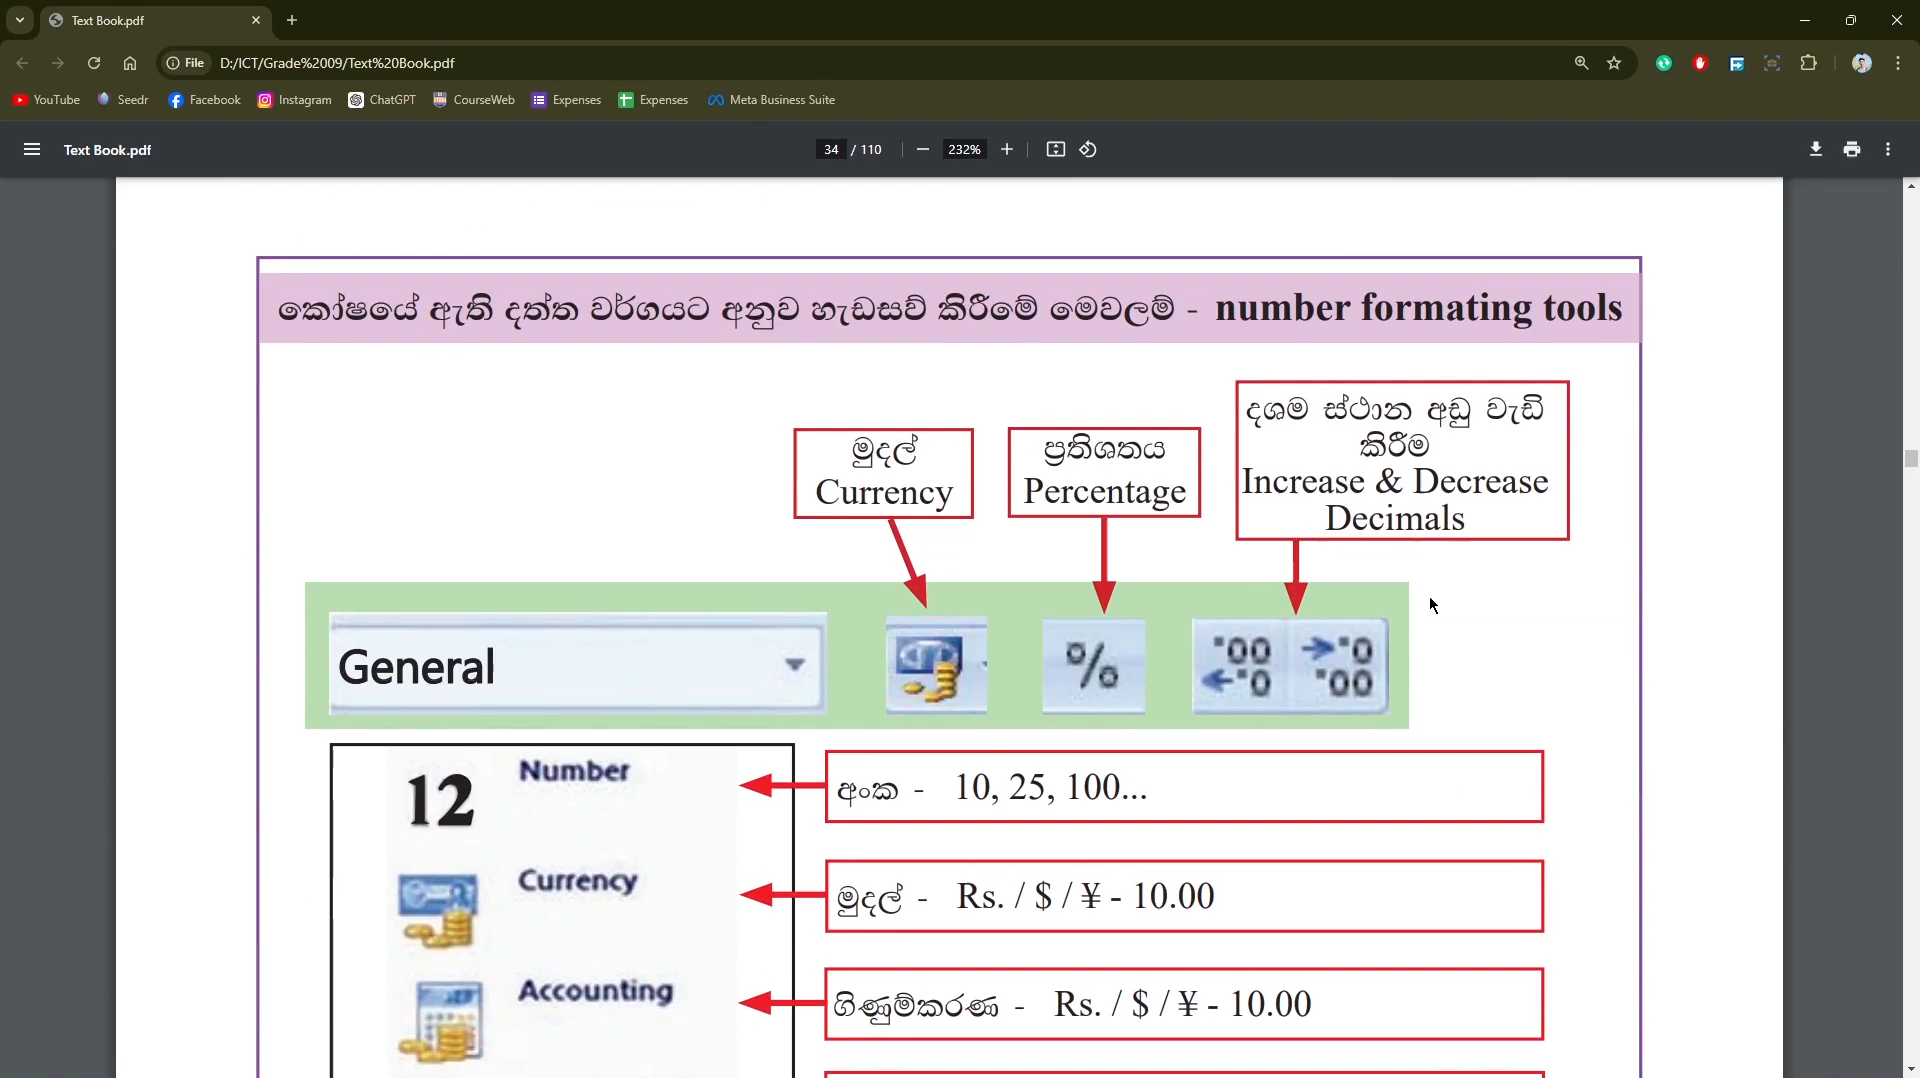 Text Book.pdf
File D:/ICT/Grade%2009/Text%20Book.pdf
YouTube Seedr Facebook Instagram ChatGPT CourseWeb Expenses Expenses Meta Business Suite
Text Book.pdf 34 / 110 232%
කෝෂයේ ඇති දත්ත වර්ගයට අනුව හැඩසව් කිරීමේ මෙවලම් - number formating tools
මුදල්
Currency
ප්‍රතිශතය
Percentage
දශම ස්ථාන අඩු වැඩි
කිරීම
Increase & Decrease
Decimals
General % .00 .0 .0 .00
12 Number
අංක - 10, 25, 100...
Currency
මුදල් - Rs. / $ / ¥ - 10.00
Accounting
ගිණුම්කරණ - Rs. / $ / ¥ - 10.00